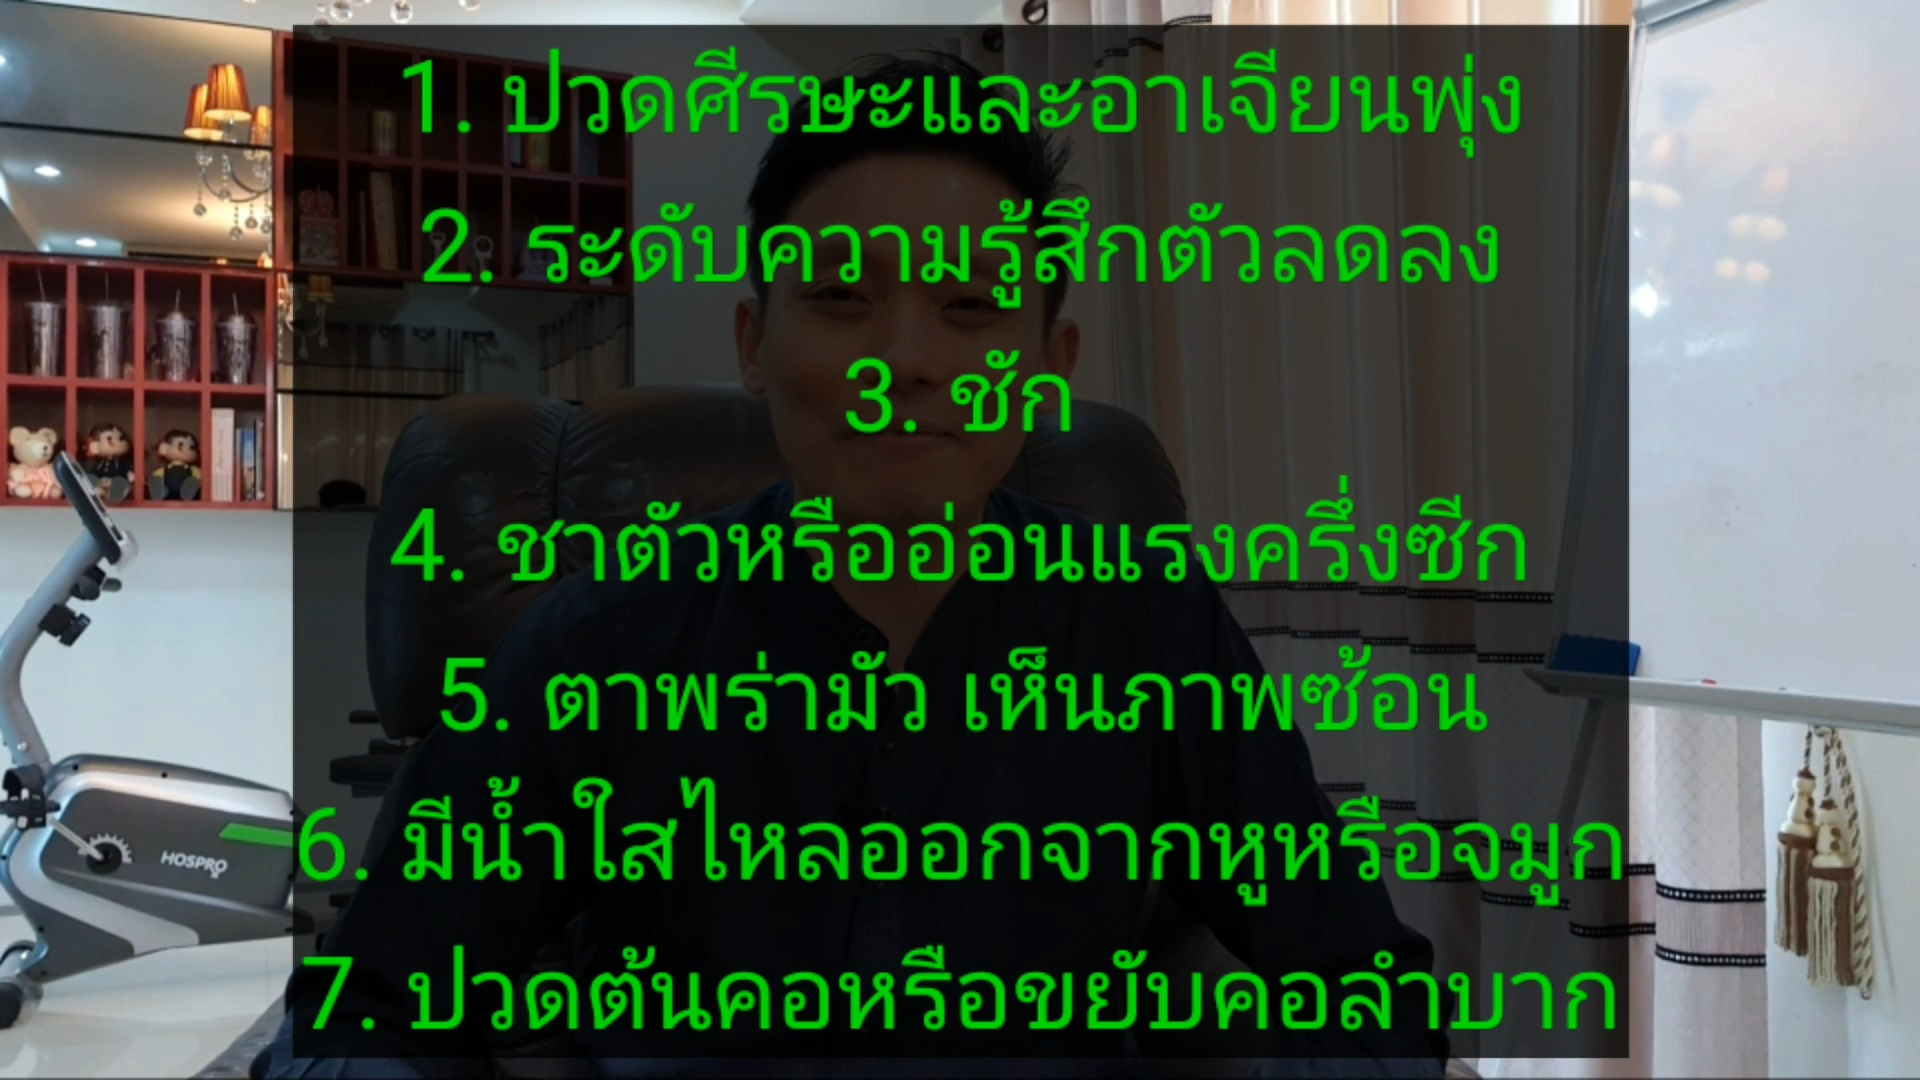 1. ปวดศีรษะและอาเจียนพุ่ง
2. ระดับความรู้สึกตัวลดลง
3. ชัก
4. ชาตัวหรืออ่อนแรงครึ่งซีก
5. ตาพร่ามัว เห็นภาพซ้อน
6. มีน้ำใสไหลออกจากหูหรือจมูก
7. ปวดต้นคอหรือขยับคอลำบาก
HOSPRO